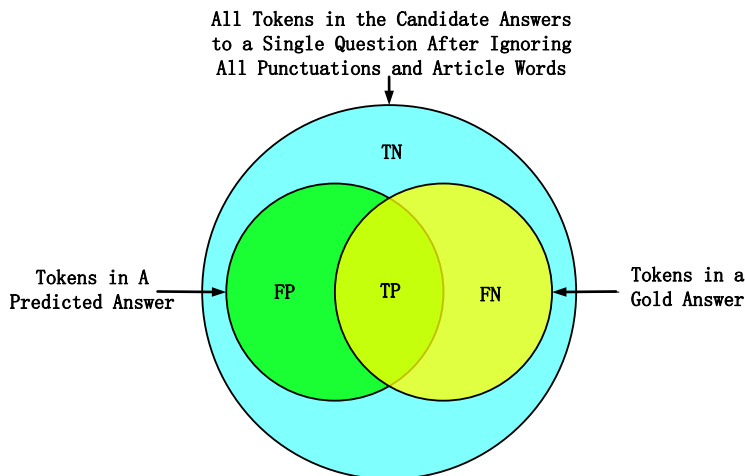 All Tokens in the Candidate Answers
to a Single Question After Ignoring
All Punctuations and Article Words
TN
Tokens in A
Predicted Answer
FP
TP
FN
Tokens in a
Gold Answer